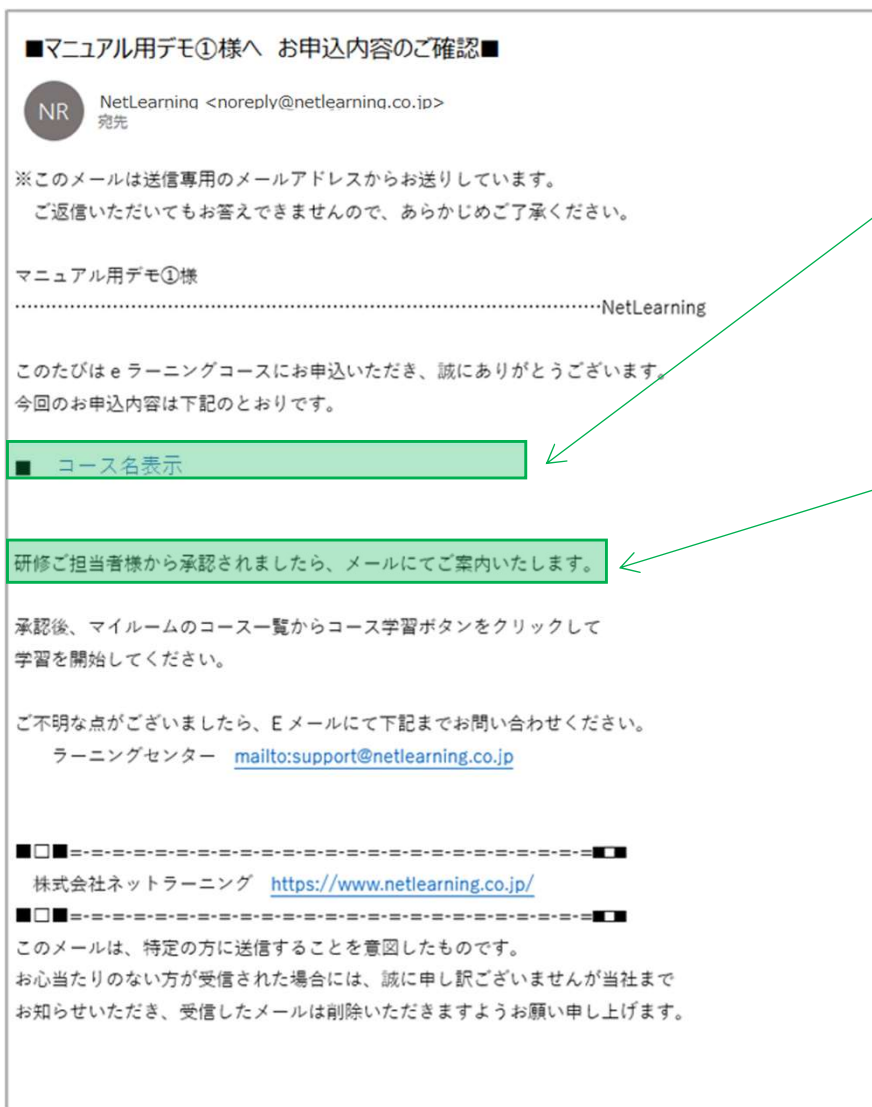 ■マニュアル用デモ①様へ お申込内容のご確認■
NR
NetLearning <noreply@netlearning.co.jp>
宛先
※このメールは送信専用のメールアドレスからお送りしています。
ご返信いただいてもお答えできませんので、あらかじめご了承ください。
マニュアル用デモ①様
…………………………………………………………………………………NetLearning
このたびは e ラーニングコースにお申込いただき、誠にありがとうございます。
今回のお申込内容は下記のとおりです。
■ コース名表示
研修ご担当者様から承認されましたら、メールにてご案内いたします。
承認後、マイルームのコース一覧からコース学習ボタンをクリックして
学習を開始してください。
ご不明な点がございましたら、E メールにて下記までお問い合わせください。
ラーニングセンター mailto:support@netlearning.co.jp
■□■=-=-=-=-=-=-=-=-=-=-=-=-=-=-=-=-=-=-=-=-=-=-=-=-=■□■
株式会社ネットラーニング https://www.netlearning.co.jp/
■□■=-=-=-=-=-=-=-=-=-=-=-=-=-=-=-=-=-=-=-=-=-=-=-=-=■□■
このメールは、特定の方に送信することを意図したものです。
お心当たりのない方が受信された場合には、誠に申し訳ございませんが当社まで
お知らせいただき、受信したメールは削除いただきますようお願い申し上げます。